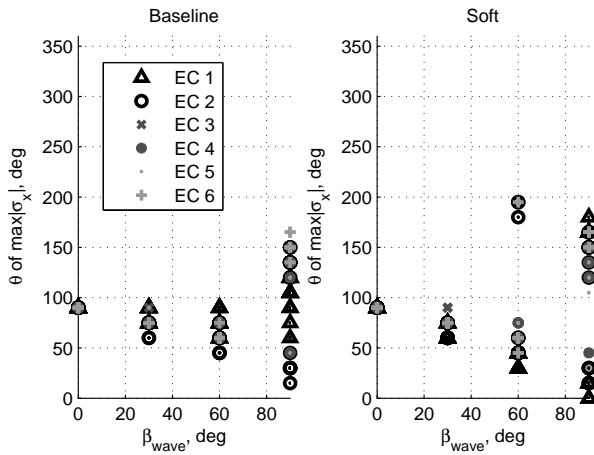 Baseline
350
300
250
200
150
100
50
0
0 20 40 60 80
θ of max|σx|, deg
βwave, deg
EC 1
EC 2
EC 3
EC 4
EC 5
EC 6
Soft
350
300
250
200
150
100
50
0
0 20 40 60 80
θ of max|σx|, deg
βwave, deg